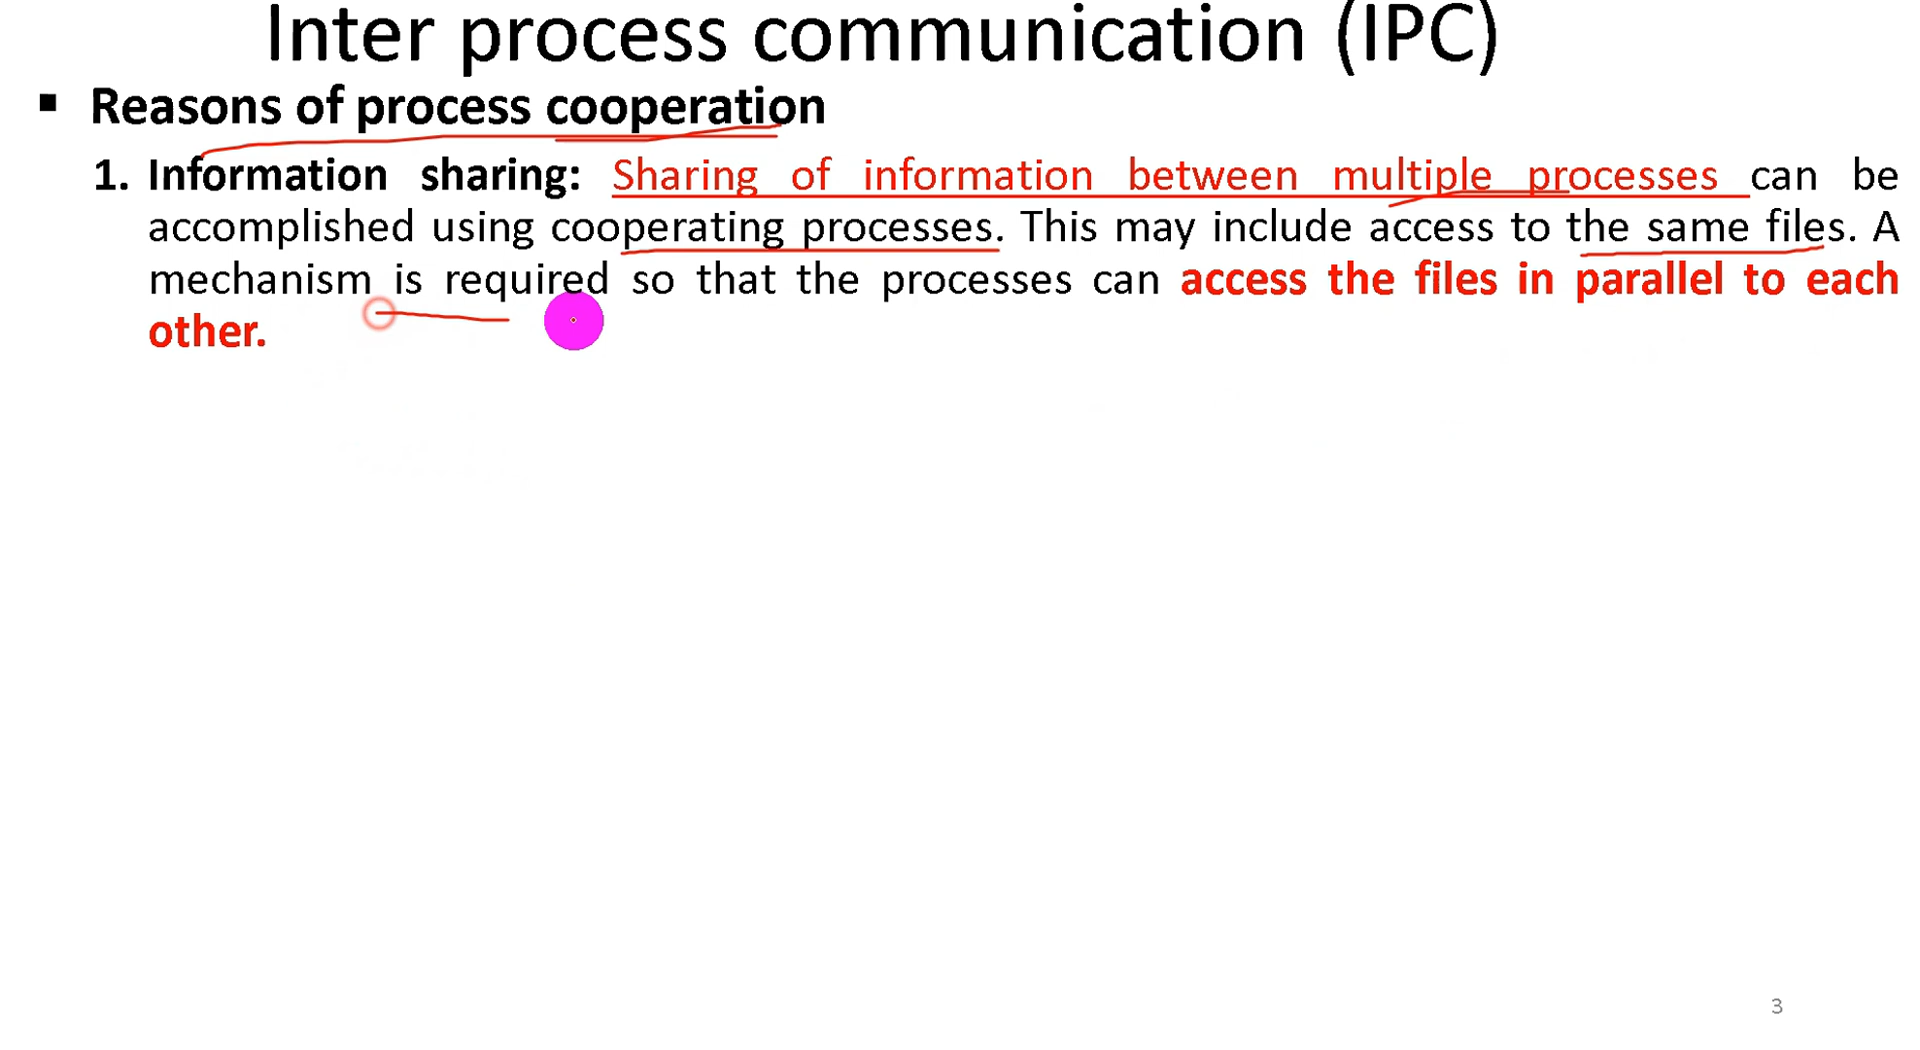 Inter process communication (IPC)
▪ Reasons of process cooperation
1. Information sharing: Sharing of information between multiple processes can be
accomplished using cooperating processes. This may include access to the same files. A
mechanism is required so that the processes can access the files in parallel to each
other.
3